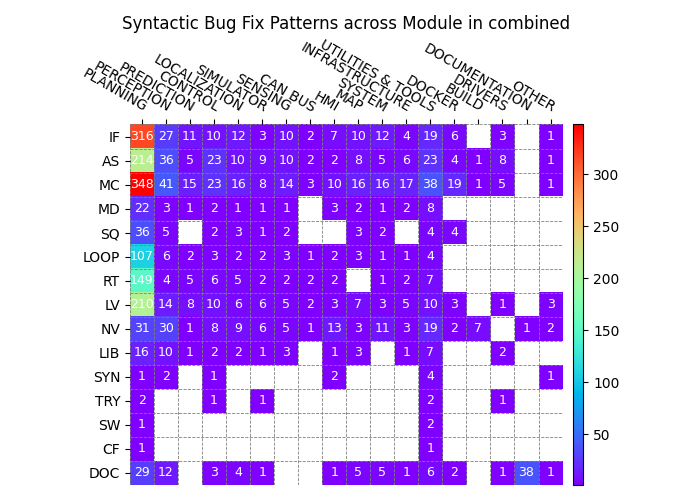 Syntactic Bug Fix Patterns across Module in combined
PLANNING
PERCEPTION
PREDICTION
CONTROL
LOCALIZATION
SIMULATOR
SENSING
CAN BUS
HMI
MAP
SYSTEM
INFRASTRUCTURE
UTILITIES & TOOLS
DOCKER
BUILD
DRIVERS
DOCUMENTATION
OTHER
IF 316 27 11 10 12 3 10 2 7 10 12 4 19 6 3 1
AS 214 36 5 23 10 9 10 2 2 8 5 6 23 4 1 8 1
MC 348 41 15 23 16 8 14 3 10 16 16 17 38 19 1 5 1
MD 22 3 1 2 1 1 1 3 2 1 2 8
SQ 36 5 2 3 1 2 3 2 4 4
LOOP 107 6 2 3 2 2 3 1 2 3 1 1 4
RT 149 4 5 6 5 2 2 2 2 1 2 7
LV 210 14 8 10 6 6 5 2 3 7 3 5 10 3 1 3
NV 31 30 1 8 9 6 5 1 13 3 11 3 19 2 7 1 2
LIB 16 10 1 2 2 1 3 1 3 1 7 2
SYN 1 2 1 2 4 1
TRY 2 1 1 2 1
SW 1 2
CF 1 1
DOC 29 12 3 4 1 1 5 5 1 6 2 1 38 1
300
250
200
150
100
50